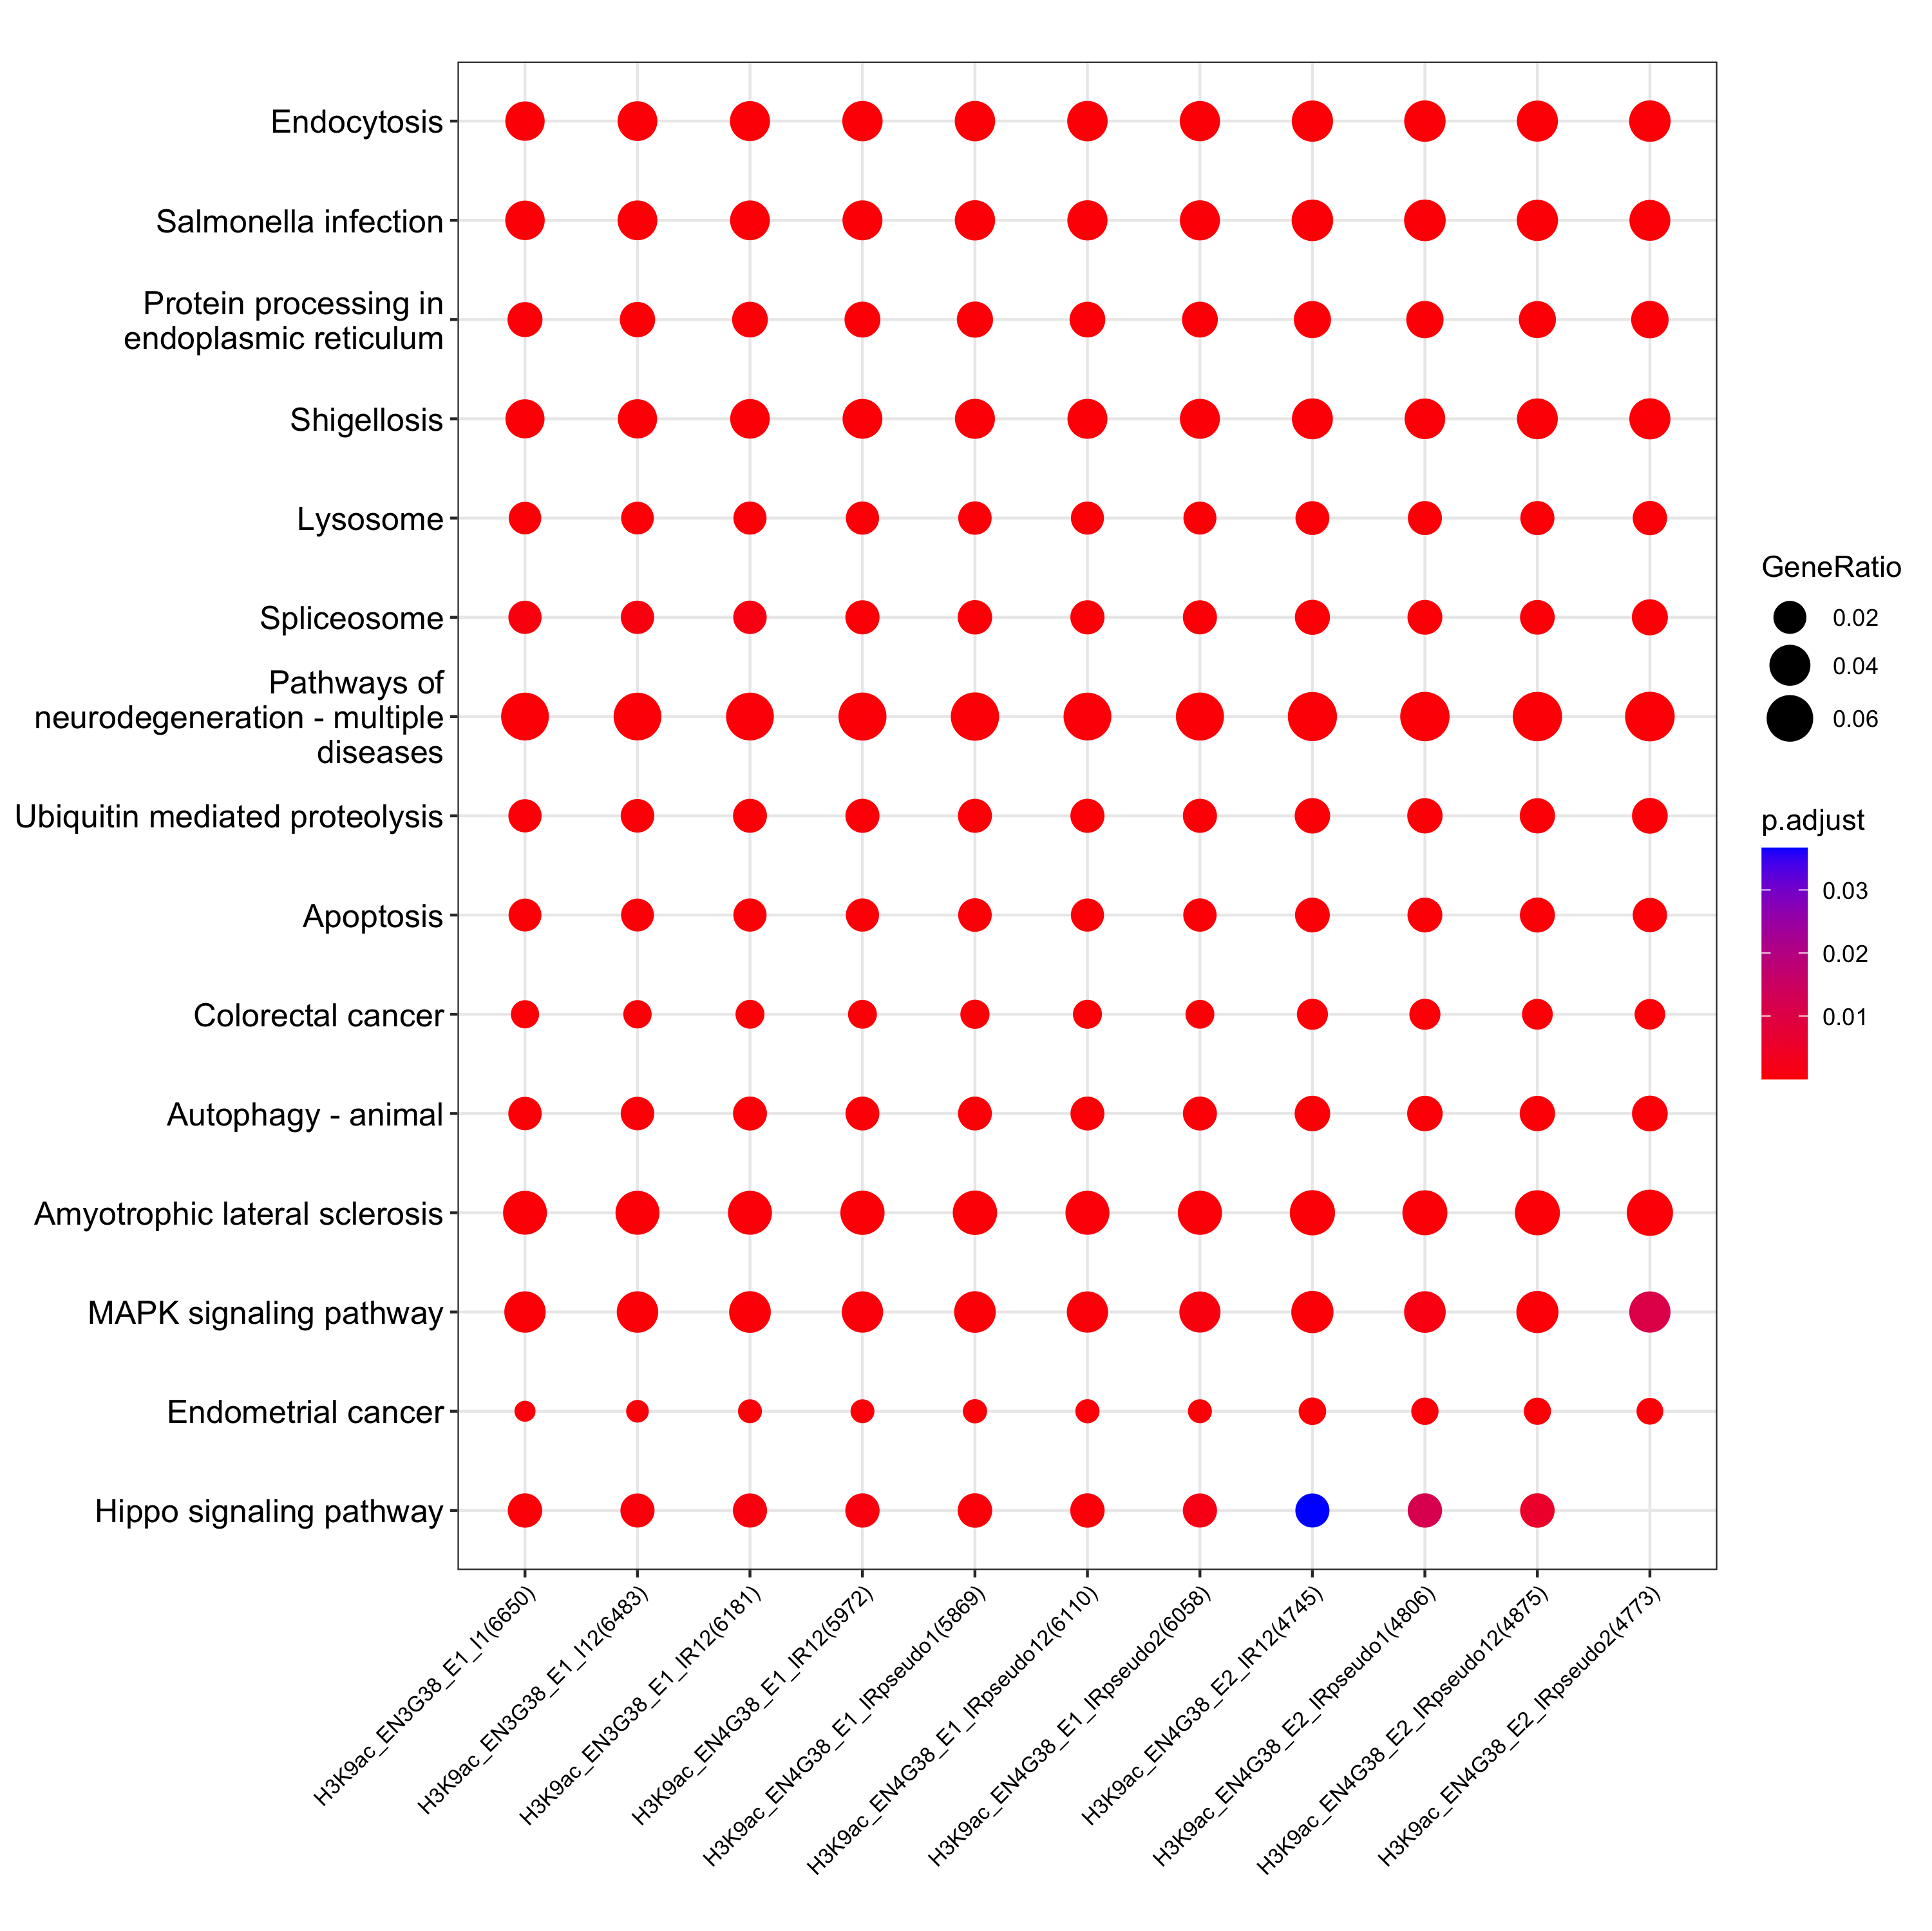 Endocytosis
Salmonella infection
Protein processing in
endoplasmic reticulum
Shigellosis
Lysosome
Spliceosome
Pathways of
neurodegeneration - multiple
diseases
Ubiquitin mediated proteolysis
Apoptosis
Colorectal cancer
Autophagy - animal
Amyotrophic lateral sclerosis
MAPK signaling pathway
Endometrial cancer
Hippo signaling pathway
H3K9ac_EN3G38_E1_I1(6650)
H3K9ac_EN3G38_E1_I12(6483)
H3K9ac_EN3G38_E1_IR12(6181)
H3K9ac_EN4G38_E1_IR12(5972)
H3K9ac_EN4G38_E1_IRpseudo1(5869)
H3K9ac_EN4G38_E1_IRpseudo12(6110)
H3K9ac_EN4G38_E1_IRpseudo2(6058)
H3K9ac_EN4G38_E2_IR12(4745)
H3K9ac_EN4G38_E2_IRpseudo1(4806)
H3K9ac_EN4G38_E2_IRpseudo12(4875)
H3K9ac_EN4G38_E2_IRpseudo2(4773)
GeneRatio
0.02
0.04
0.06
p.adjust
0.03
0.02
0.01